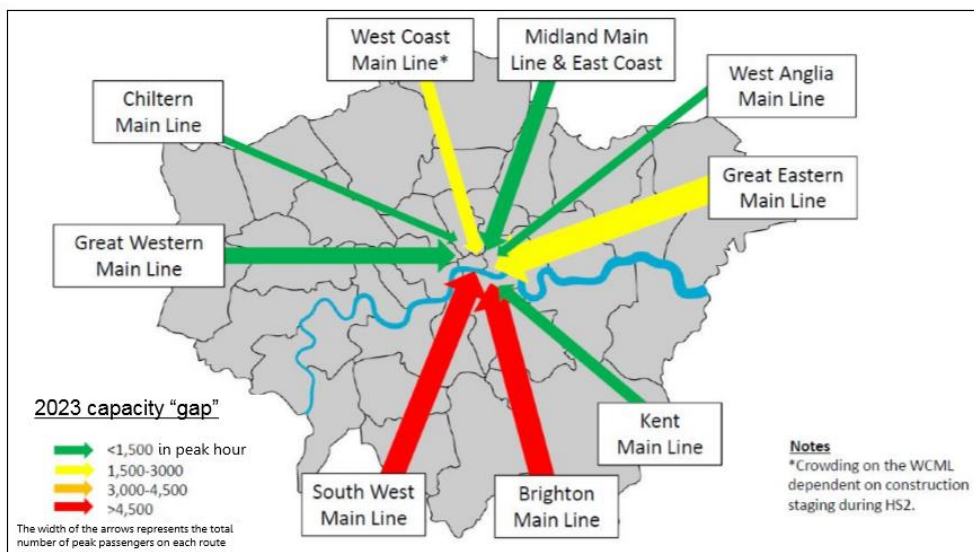 West Coast
Main Line*
Midland Main
Line & East Coast
West Anglia
Main Line
Chiltern
Main Line
Great Eastern
Main Line
Great Western
Main Line
2023 capacity "gap"
<1,500 in peak hour
1,500-3000
3,000-4,500
>4,500
The width of the arrows represents the total
number of peak passengers on each route
South West
Main Line
Brighton
Main Line
Kent
Main Line
Notes
*Crowding on the WCML
dependent on construction
staging during HS2.